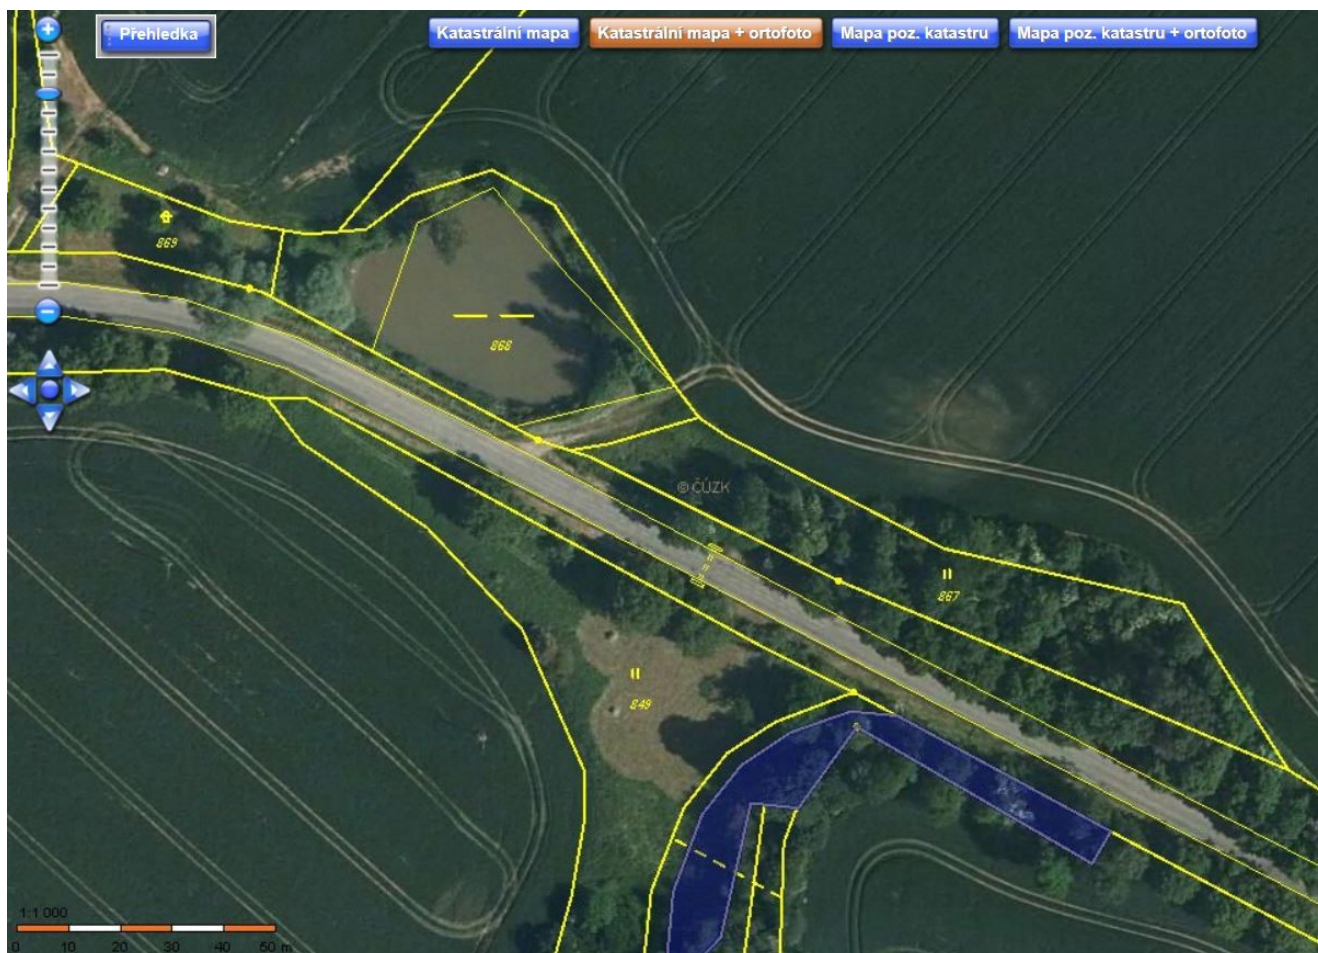 Přehledka
Katastrální mapa
Katastrální mapa + ortofoto
Mapa poz. katastru
Mapa poz. katastru + ortofoto
869
868
© ČÚZK
867
849
1:1 000
0 10 20 30 40 50 m